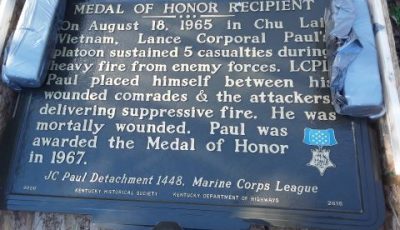 MEDAL OF HONOR RECIPIENT
On August 18, 1965 in Chu Lai
Vietnam, Lance Corporal Paul's
platoon sustained 5 casualties during
heavy fire from enemy forces. LCPL
Paul placed himself between his
wounded comrades & the attackers,
delivering suppressive fire. He was
mortally wounded. Paul was
awarded the Medal of Honor
in 1967.
JC Paul Detachment 1448, Marine Corps League
KENTUCKY HISTORICAL SOCIETY KENTUCKY DEPARTMENT OF HIGHWAYS